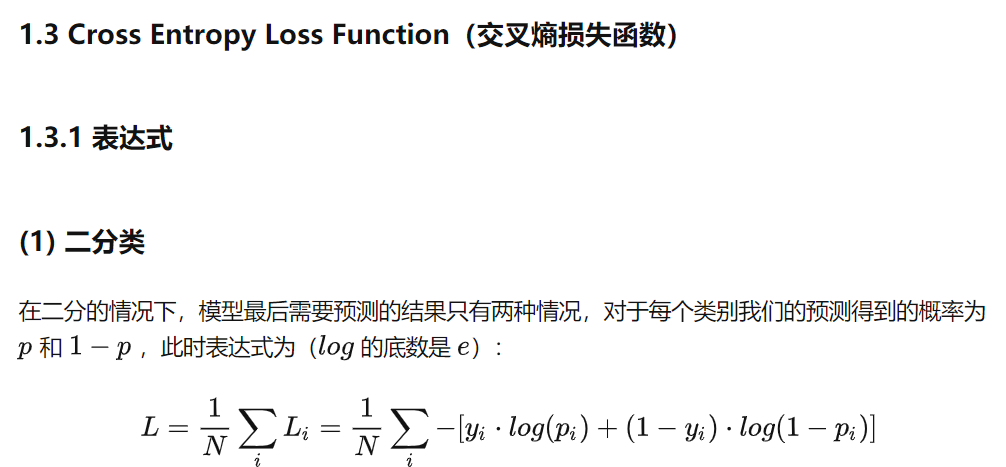 1.3 Cross Entropy Loss Function（交叉熵损失函数）
1.3.1 表达式
(1) 二分类
在二分的情况下，模型最后需要预测的结果只有两种情况，对于每个类别我们的预测得到的概率为
p 和 1 − p ，此时表达式为（log 的底数是 e）：
L = \frac{1}{N} \sum_{i} L_i = \frac{1}{N} \sum_{i} −[y_i · log(p_i) + (1 − y_i) · log(1 − p_i)]